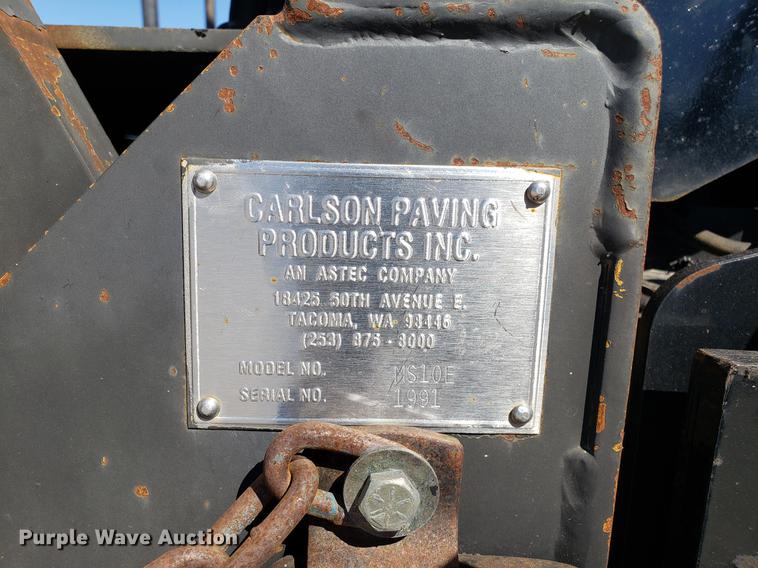 CARLSON PAVING
PRODUCTS INC.
AN ASTEC COMPANY
18425 50TH AVENUE E.
TACOMA, WA 98446
(253) 875-8000
MODEL NO. MS10E
SERIAL NO. 1991
Purple Wave Auction